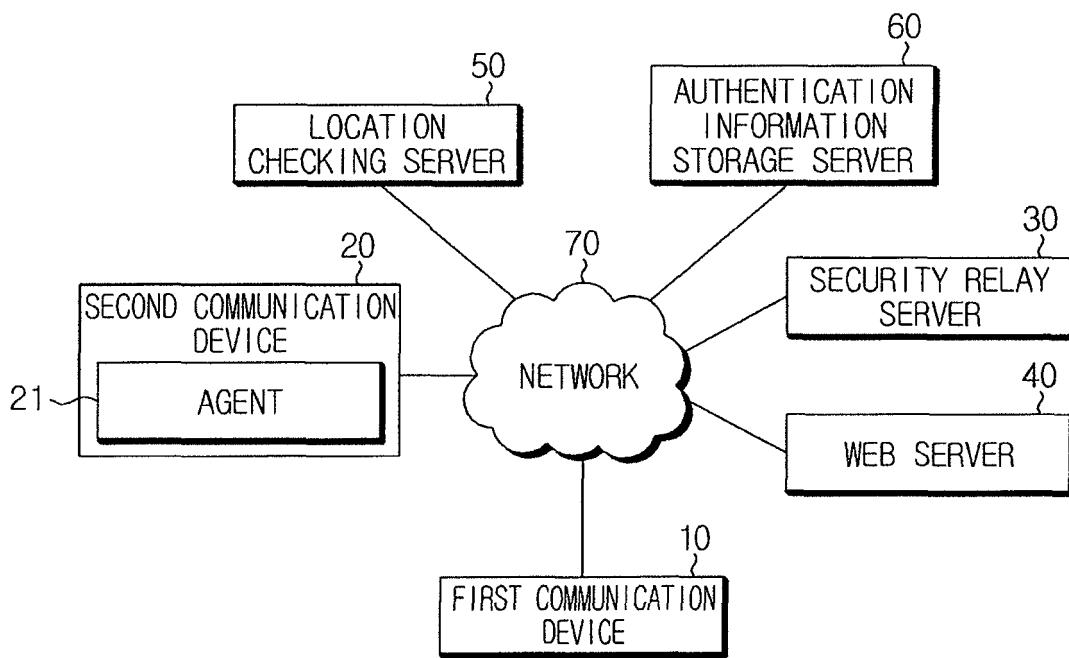 60
50
AUTHENTICATION
INFORMATION
STORAGE SERVER
LOCATION
CHECKING SERVER
70
30
20
SECURITY RELAY
SERVER
SECOND COMMUNICATION
DEVICE
NETWORK
40
21
AGENT
WEB SERVER
10
FIRST COMMUNICATION
DEVICE